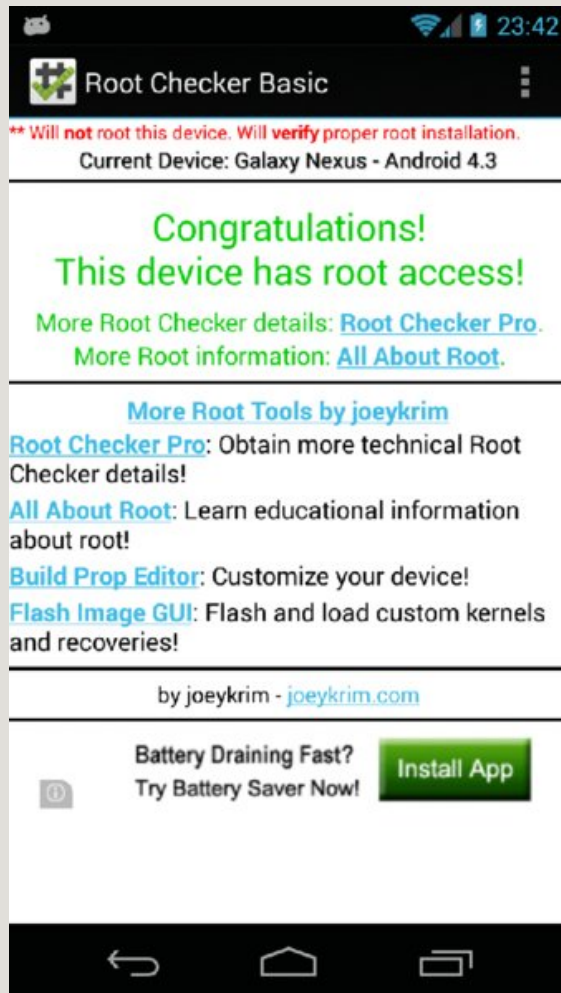 23:42
Root Checker Basic
** Will not root this device. Will verify proper root installation.
Current Device: Galaxy Nexus - Android 4.3
Congratulations!
This device has root access!
More Root Checker details: Root Checker Pro.
More Root information: All About Root.
More Root Tools by joeykrim
Root Checker Pro: Obtain more technical Root
Checker details!
All About Root: Learn educational information
about root!
Build Prop Editor: Customize your device!
Flash Image GUI: Flash and load custom kernels
and recoveries!
by joeykrim - joeykrim.com
Battery Draining Fast?
Try Battery Saver Now!
Install App